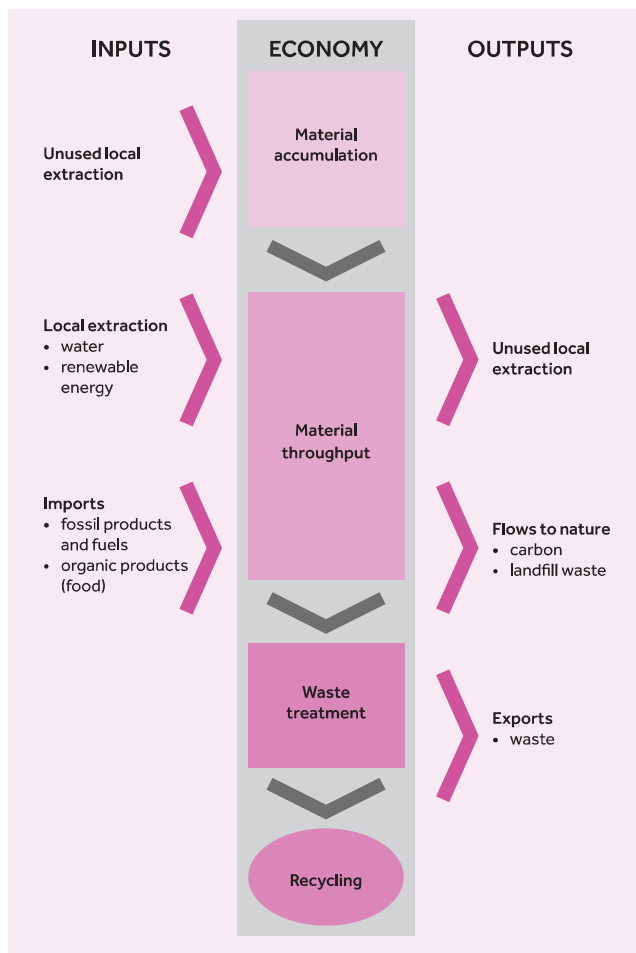 INPUTS
ECONOMY
OUTPUTS
Unused local
extraction
Local extraction
• water
• renewable
energy
Imports
• fossil products
and fuels
• organic products
(food)
Material
accumulation
Material
throughput
Waste
treatment
Recycling
Unused local
extraction
Flows to nature
• carbon
• landfill waste
Exports
• waste